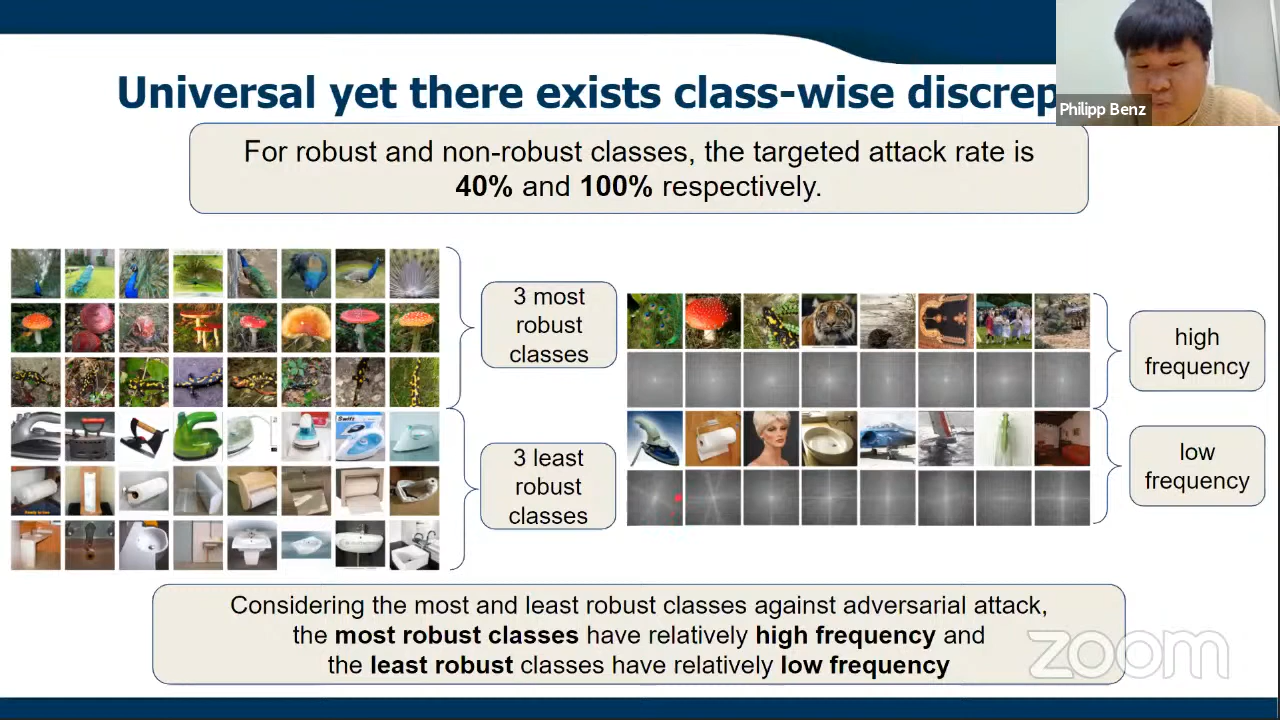 Universal yet there exists class-wise discrep
Philipp Benz
For robust and non-robust classes, the targeted attack rate is
40% and 100% respectively.
3 most
robust
classes
3 least
robust
classes
high
frequency
low
frequency
Swift
Considering the most and least robust classes against adversarial attack,
the most robust classes have relatively high frequency and
the least robust classes have relatively low frequency
zoom